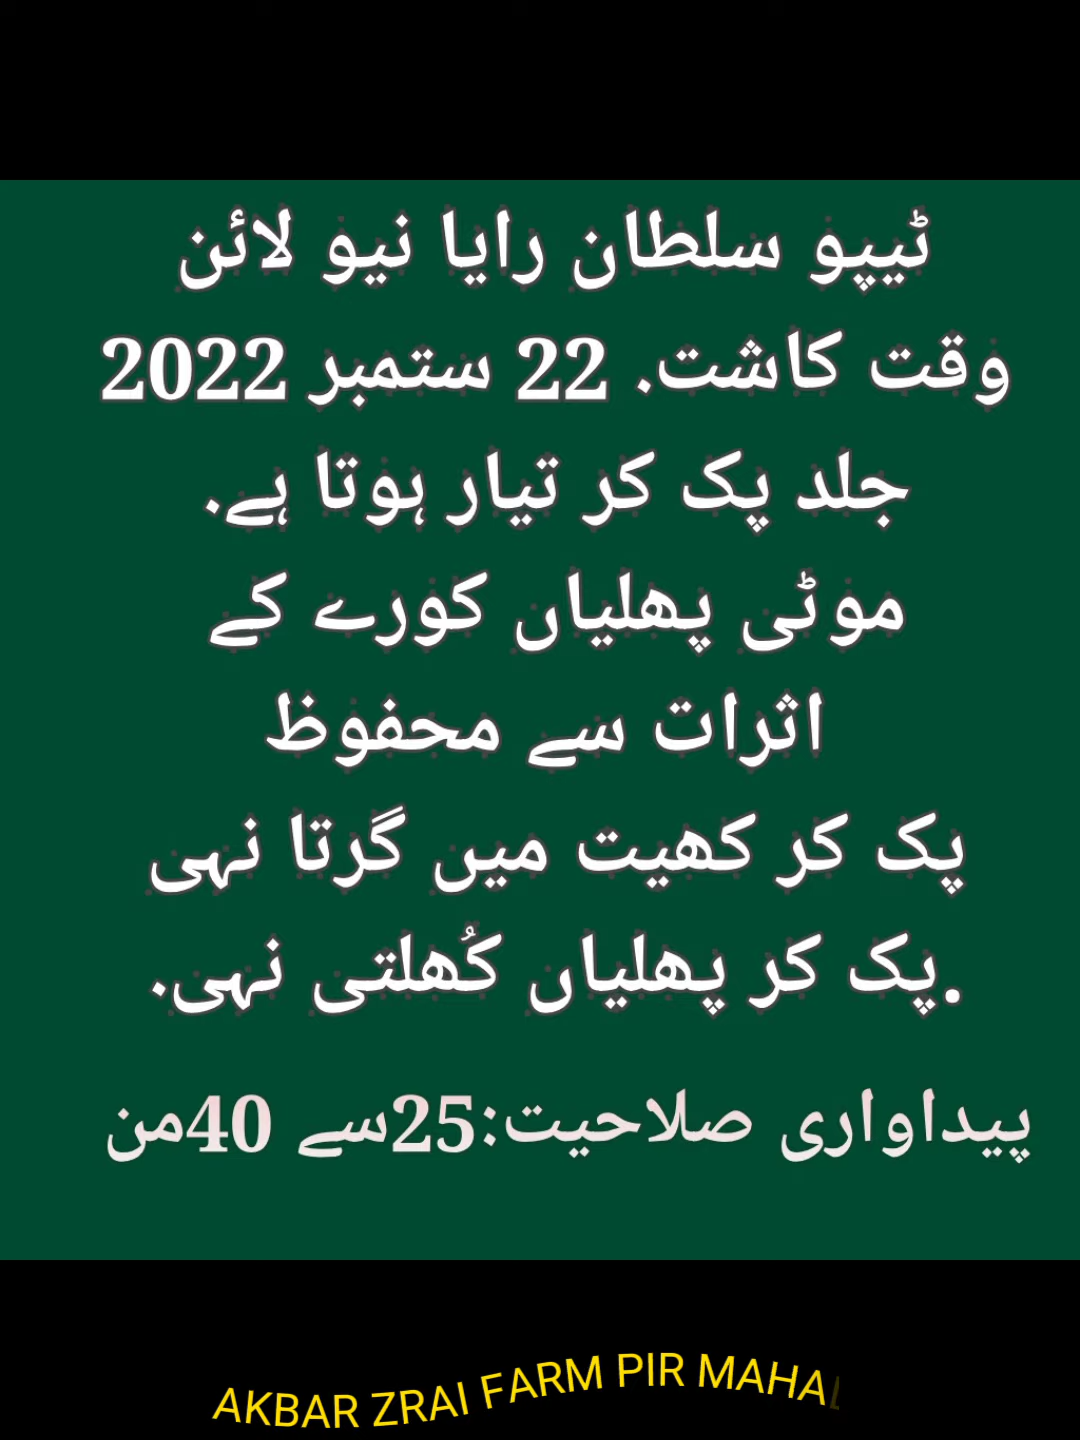 ٹیپو سلطان رایا نیو لائن
وقت کاشت. 22 ستمبر 2022
جلد پک کر تیار ہوتا ہے.
موٹی پھلیاں کورے کے
اثرات سے محفوظ
پک کر کھیت میں گرتا نہی
.پک کر پھلیاں کُھلتی نہی.
پیداواری صلاحیت:25سے 40من
AKBAR ZRAI FARM PIR MAHAL